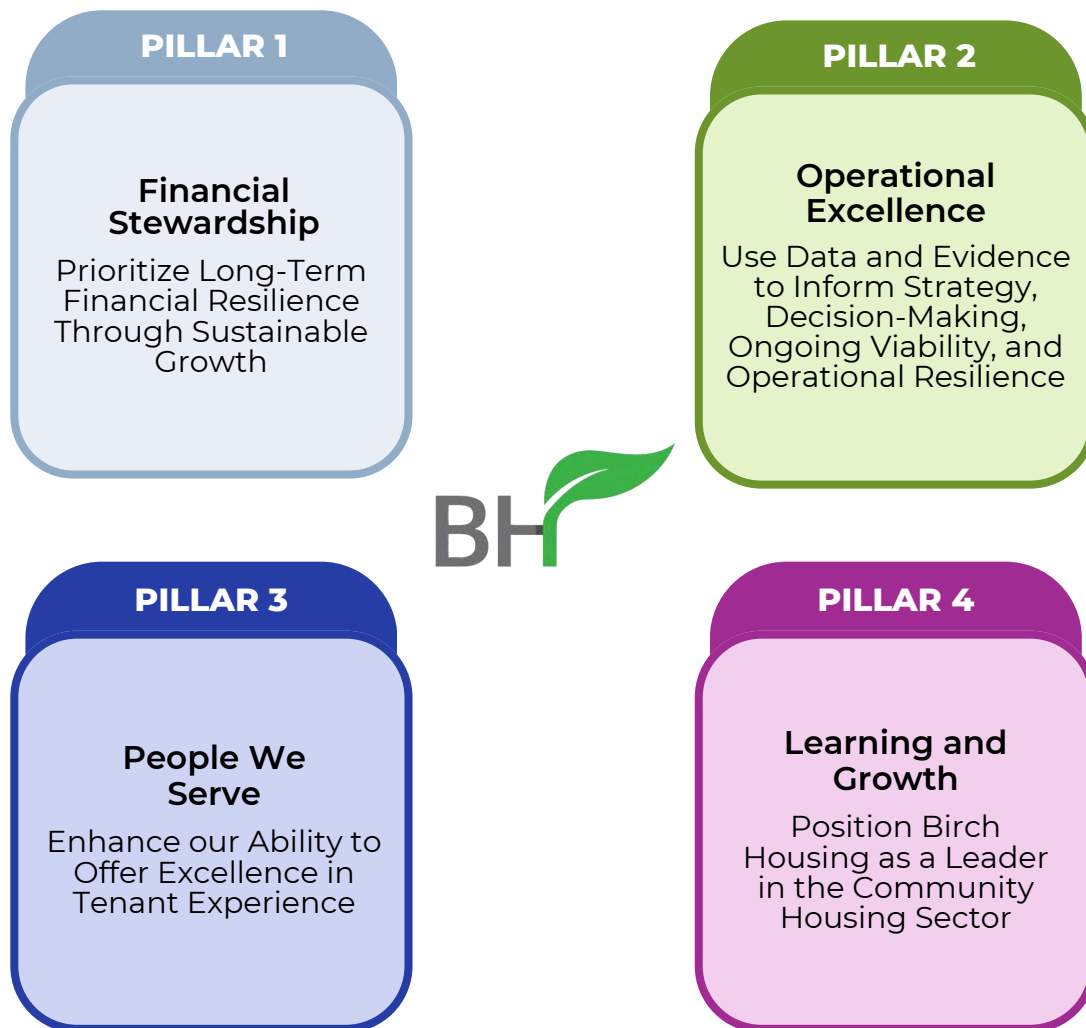 PILLAR 1
Financial
Stewardship
Prioritize Long-Term
Financial Resilience
Through Sustainable
Growth
PILLAR 2
Operational
Excellence
Use Data and Evidence
to Inform Strategy,
Decision-Making,
Ongoing Viability, and
Operational Resilience
BH
PILLAR 3
People We
Serve
Enhance our Ability to
Offer Excellence in
Tenant Experience
PILLAR 4
Learning and
Growth
Position Birch
Housing as a Leader
in the Community
Housing Sector